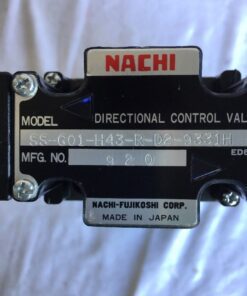 NACHI
MODEL DIRECTIONAL CONTROL VAL
SS-G01-H43-R-D2-9331H
MFG. NO. 920 EDE
NACHI-FUJIKOSHI CORP.
MADE IN JAPAN